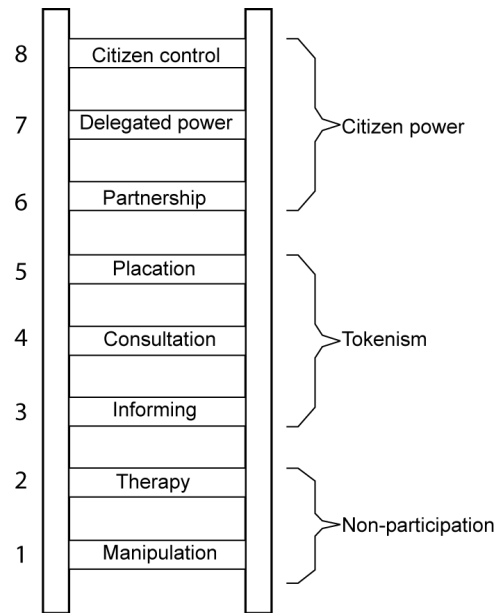 8 Citizen control
7 Delegated power
Citizen power
6 Partnership
5 Placation
4 Consultation
Tokenism
3 Informing
2 Therapy
Non-participation
1 Manipulation